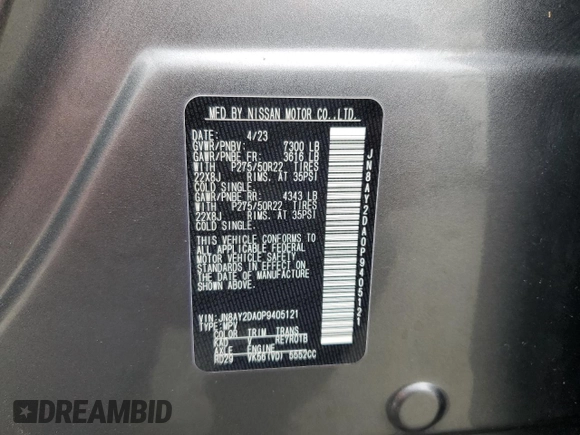 MFD BY NISSAN MOTOR CO.,LTD.
DATE: 4/23
GVWR/PNBV: 7300 LB
GAWR/PNBE FR: 3616 LB
WITH P275/50R22 TIRES
22X8J RIMS. AT 35PSI
COLD SINGLE.
GAWR/PNBE RR: 4343 LB
WITH P275/50R22 TIRES
22X8J RIMS. AT 35PSI
COLD SINGLE.
THIS VEHICLE CONFORMS TO
ALL APPLICABLE FEDERAL
MOTOR VEHICLE SAFETY
STANDARDS IN EFFECT ON
THE DATE OF MANUFACTURE
SHOWN ABOVE.
VIN: JN8AY2DA0P9405121
TYPE:MPV
COLOR TRIM TRANS
KAD RE7R01B
AXLE ENGINE
RD29 VK56(VD) 5552CC
JN8AY2DA0P9405121
DREAMBID